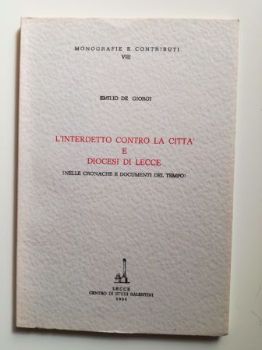 MONOGRAFIE E CONTRIBUTI
VIII
EMILIO DE GIORGI
L'INTERDETTO CONTRO LA CITTA'
E
DIOCESI DI LECCE
(NELLE CRONACHE E DOCUMENTI DEL TEMPO)
LECCE
CENTRO DI STUDI SALENTINI